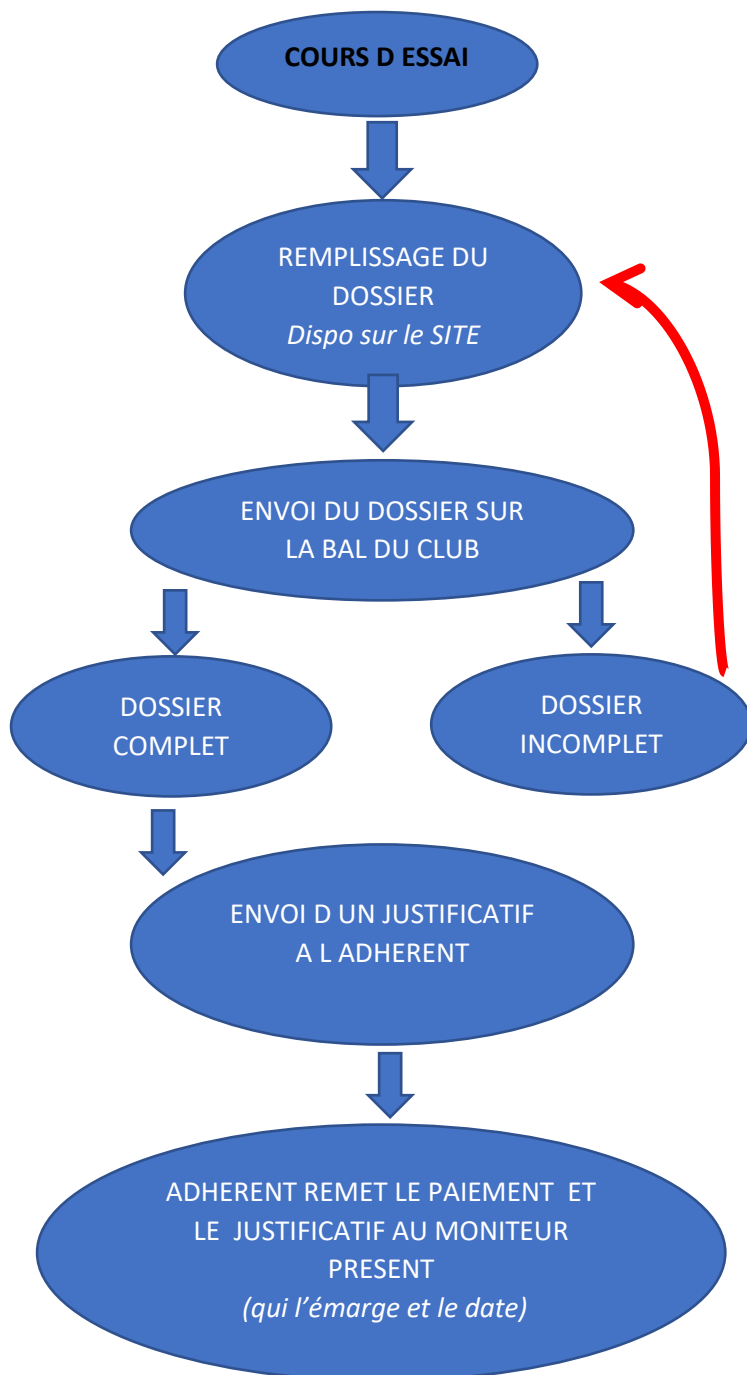 COURS D ESSAI
REMPLISSAGE DU
DOSSIER
Dispo sur le SITE
ENVOI DU DOSSIER SUR
LA BAL DU CLUB
DOSSIER
COMPLET
DOSSIER
INCOMPLET
ENVOI D UN JUSTIFICATIF
A L ADHERENT
ADHERENT REMET LE PAIEMENT  ET
LE  JUSTIFICATIF AU MONITEUR
PRESENT
(qui l’émarge et le date)